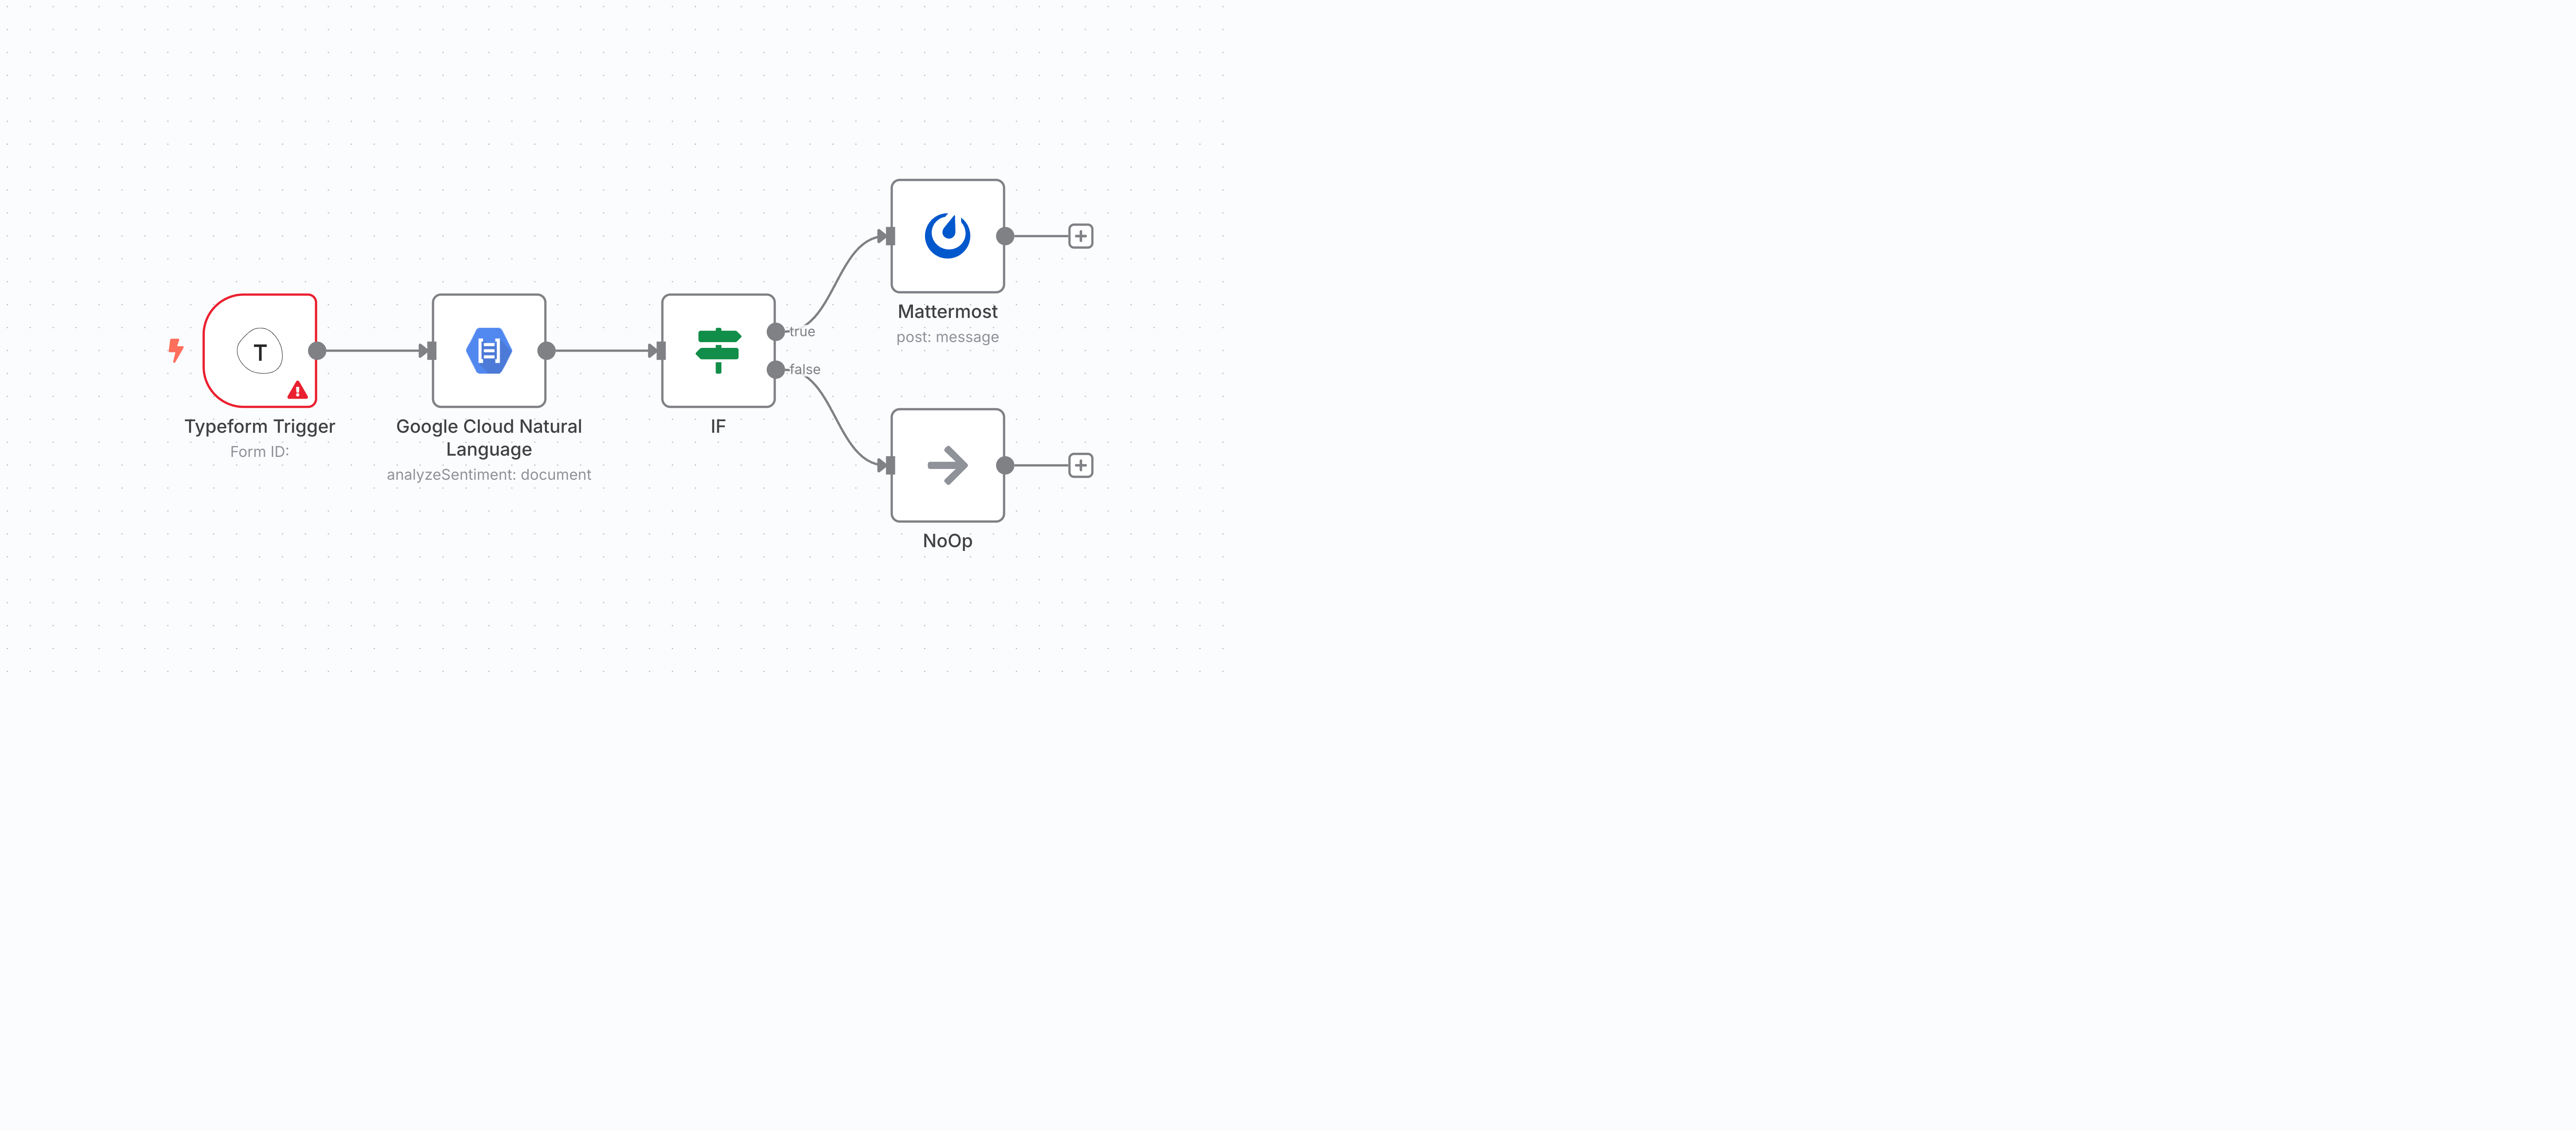 T
Typeform Trigger
Form ID:
Google Cloud Natural
Language
analyzeSentiment: document
IF
true
false
Mattermost
post: message
NoOp